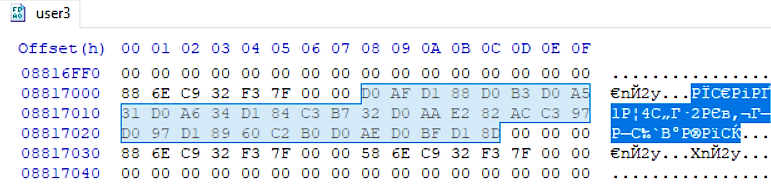 user3
Offset(h) 00 01 02 03 04 05 06 07 08 09 0A 0B 0C 0D 0E 0F
08816FF0 00 00 00 00 00 00 00 00 00 00 00 00 00 00 00 00 ................
08817000 88 6E C9 32 F3 7F 00 00 D0 AF D1 88 D0 B3 D0 A5 €nЙ2у...РЇС€РіРҐ
08817010 31 D0 A6 34 D1 84 C3 B7 32 D0 AA E2 82 AC C3 97 1Р¦4С„Г·2РЄв‚¬Г—
08817020 D0 97 D1 89 60 C2 B0 D0 AE D0 BF D1 8D 00 00 00 Р—С‰`В°Р®РїСЌ...
08817030 88 6E C9 32 F3 7F 00 00 58 6E C9 32 F3 7F 00 00 €nЙ2у...XnЙ2у...
08817040 00 00 00 00 00 00 00 00 00 00 00 00 00 00 00 00 ................